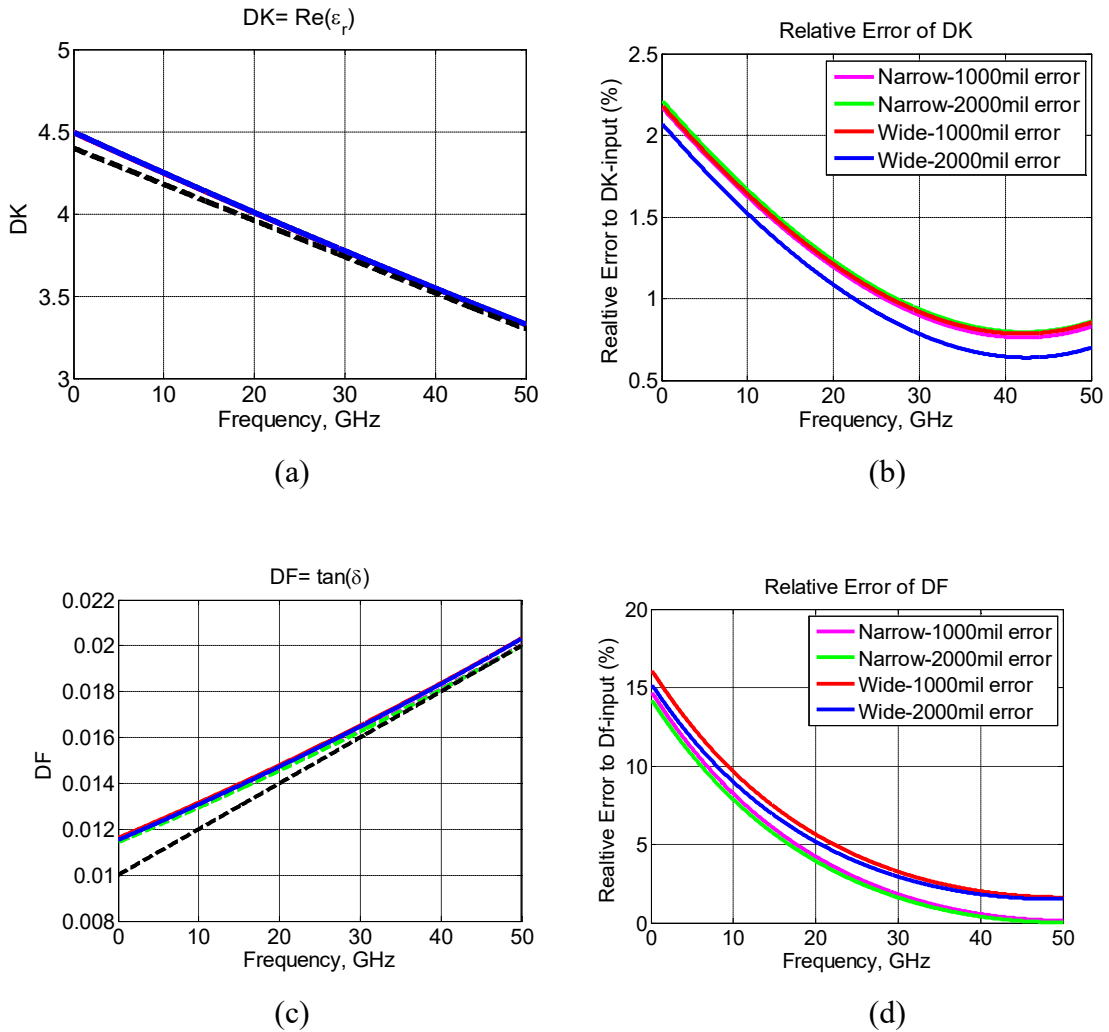 DK= Re(εr)
5
4.5
4
3.5
3
DK
0
10
20
30
40
50
Frequency, GHz
(a)
Relative Error of DK
2.5
2
1.5
1
0.5
Realtive Error to DK-input (%)
Narrow-1000mil error
Narrow-2000mil error
Wide-1000mil error
Wide-2000mil error
0
10
20
30
40
50
Frequency, GHz
(b)
DF= tan(δ)
0.022
0.02
0.018
0.016
0.014
0.012
0.01
0.008
DF
0
10
20
30
40
50
Frequency, GHz
(c)
Relative Error of DF
20
15
10
5
0
Realtive Error to Df-input (%)
Narrow-1000mil error
Narrow-2000mil error
Wide-1000mil error
Wide-2000mil error
0
10
20
30
40
50
Frequency, GHz
(d)